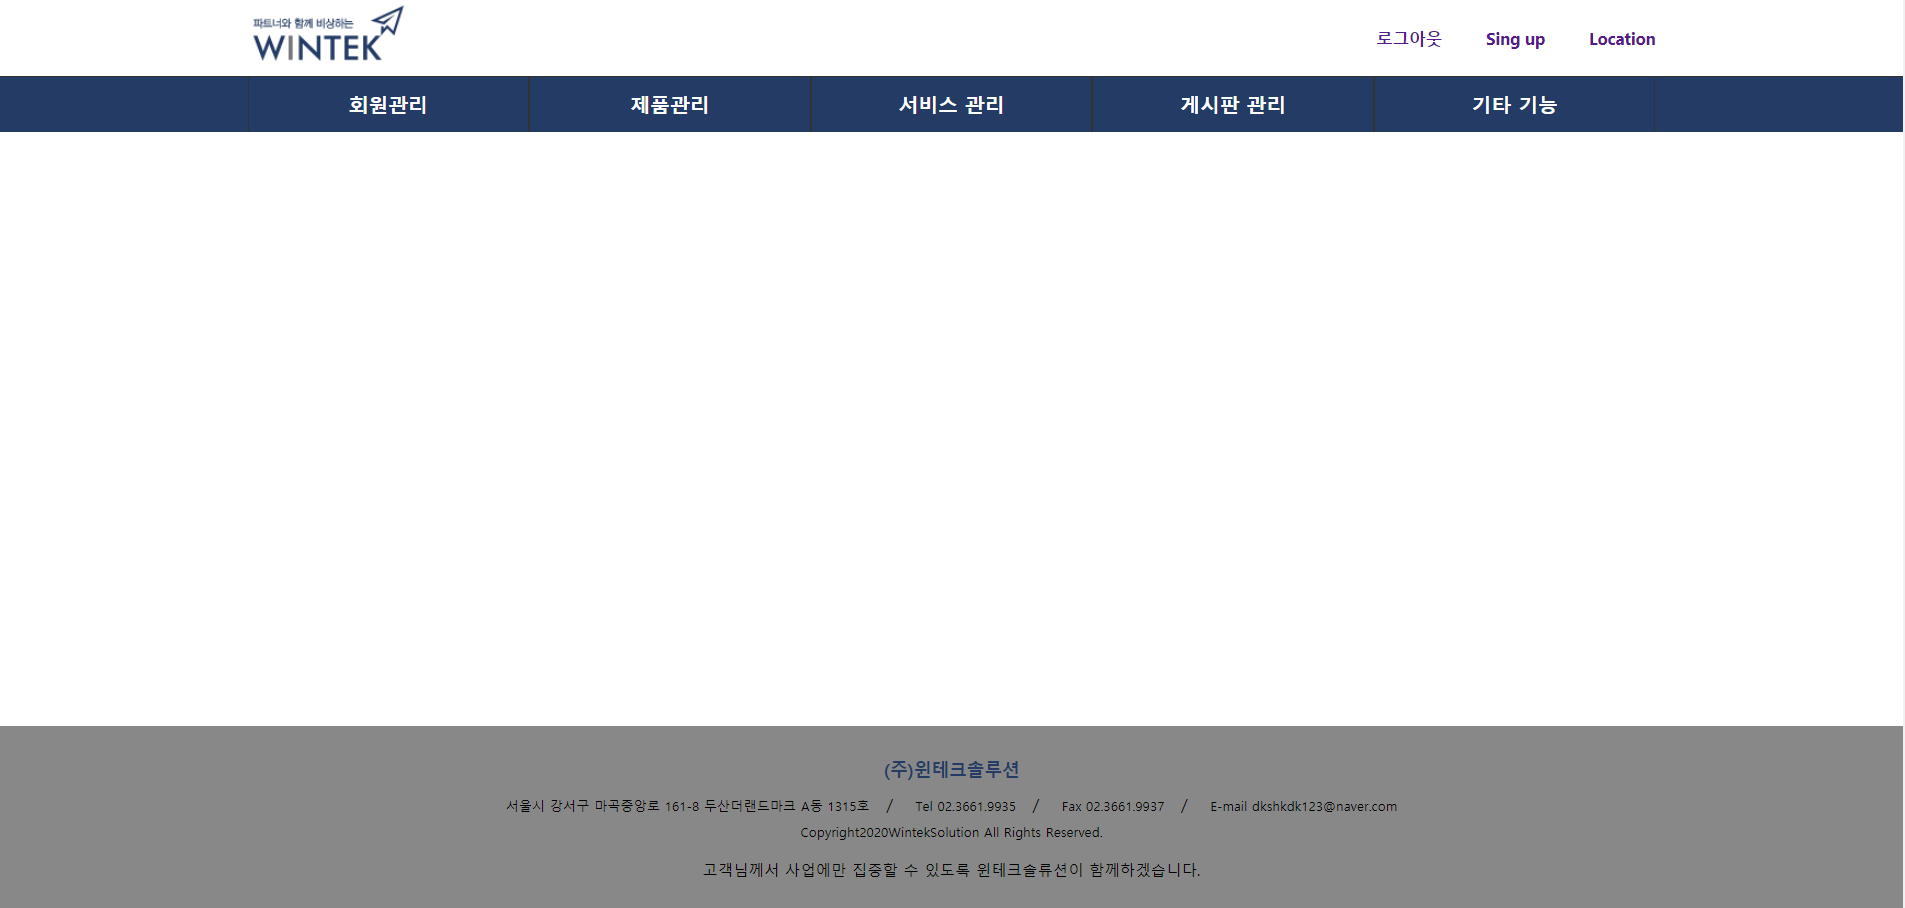 파트너와 함께 비상하는
WINTEK
로그아웃 Sing up Location
회원관리 제품관리 서비스 관리 게시판 관리 기타 기능
(주)윈테크솔루션
서울시 강서구 마곡중앙로 161-8 두산더랜드마크 A동 1315호 / Tel 02.3661.9935 / Fax 02.3661.9937 / E-mail dkshkdk123@naver.com
Copyright2020WintekSolution All Rights Reserved.
고객님께서 사업에만 집중할 수 있도록 윈테크솔류션이 함께하겠습니다.